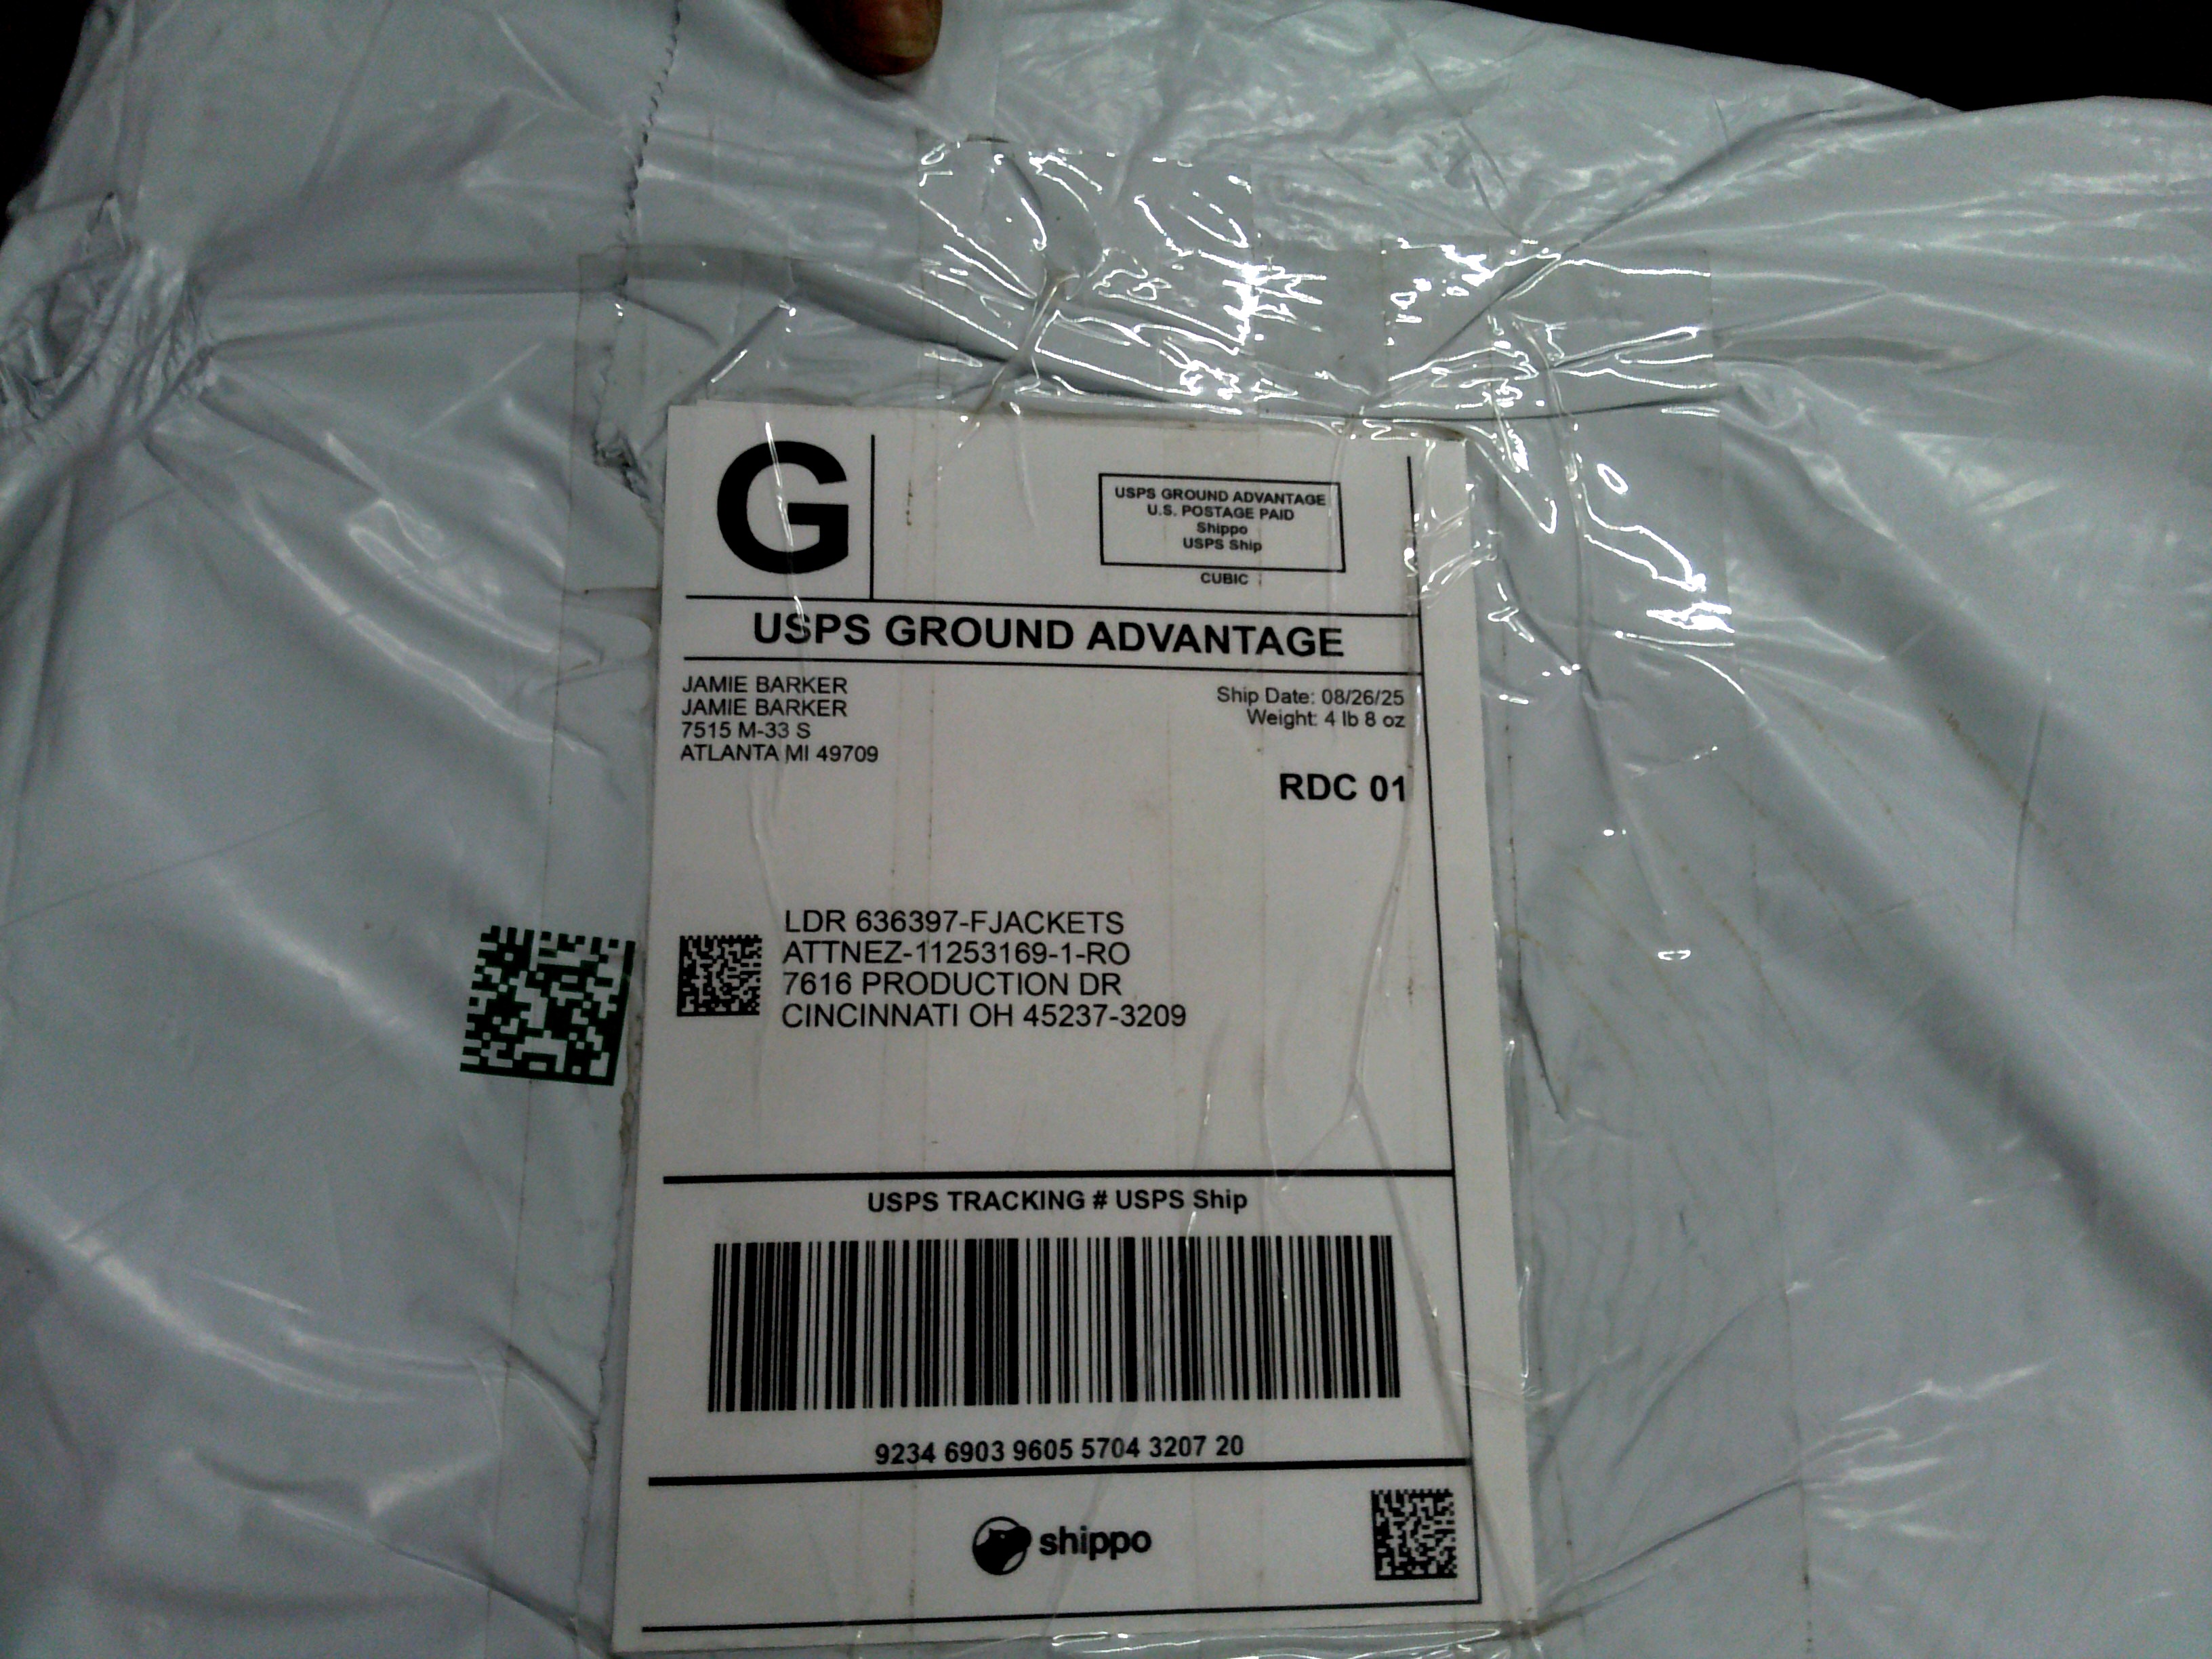 G
USPS GROUND ADVANTAGE
U.S. POSTAGE PAID
Shippo
USPS Ship
CUBIC
USPS GROUND ADVANTAGE
JAMIE BARKER
JAMIE BARKER
7515 M-33 S
ATLANTA MI 49709
Ship Date: 08/26/25
Weight: 4 lb 8 oz
RDC 01
LDR 636397-FJACKETS
ATTNEZ-11253169-1-RO
7616 PRODUCTION DR
CINCINNATI OH 45237-3209
USPS TRACKING # USPS Ship
9234 6903 9605 5704 3207 20
shippo